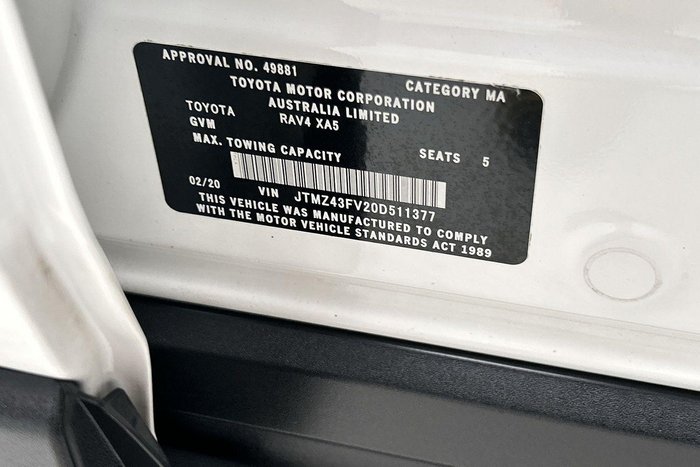 APPROVAL NO. 49881 CATEGORY MA
TOYOTA MOTOR CORPORATION
AUSTRALIA LIMITED
TOYOTA RAV4 XA5
GVM
MAX. TOWING CAPACITY SEATS 5
02/20 VIN JTMZ43FV20D511377
THIS VEHICLE WAS MANUFACTURED TO COMPLY
WITH THE MOTOR VEHICLE STANDARDS ACT 1989